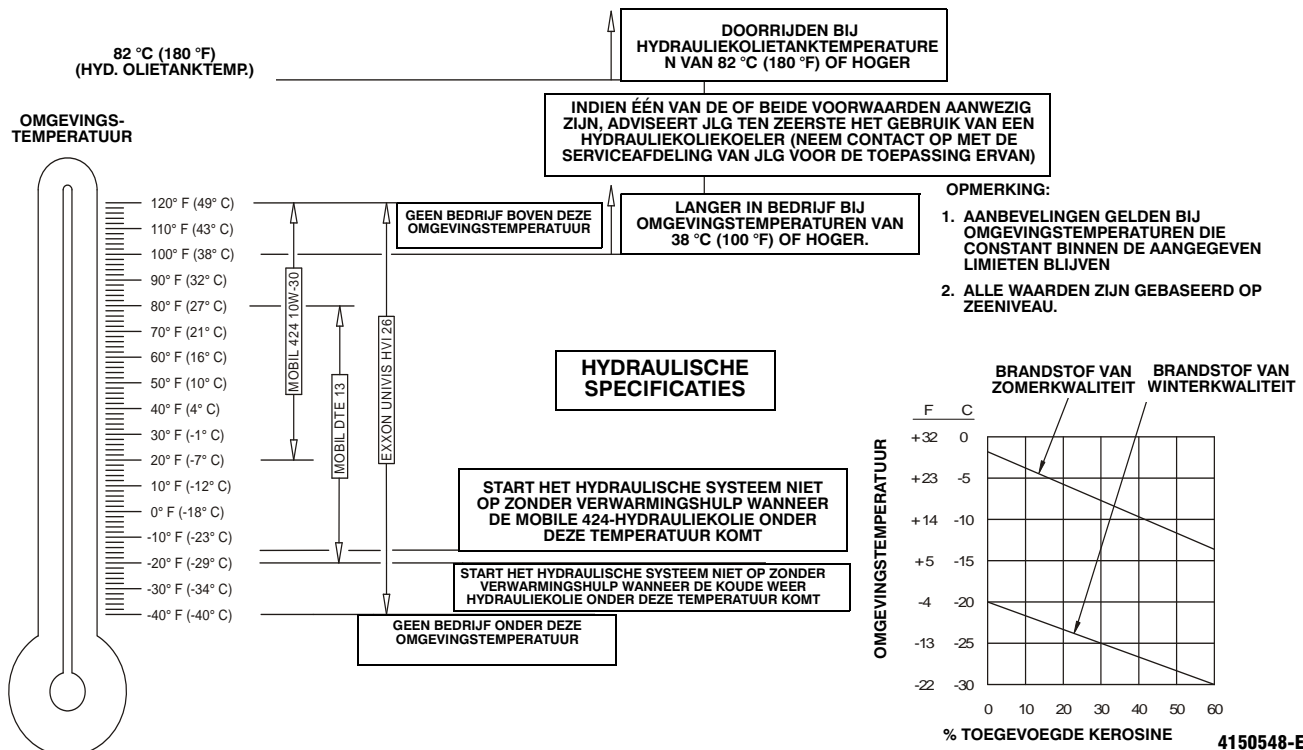 82 °C (180 °F)
(HYD. OLIETANKTEMP.)
DOORRIJDEN BIJ
HYDRAULIEKOLIETANKTEMPERATURE
N VAN 82 °C (180 °F) OF HOGER
INDIEN ÉÉN VAN DE OF BEIDE VOORWAARDEN AANWEZIG
ZIJN, ADVISEERT JLG TEN ZEERSTE HET GEBRUIK VAN EEN
HYDRAULIEKOLIEKOELER (NEEM CONTACT OP MET DE
SERVICEAFDELING VAN JLG VOOR DE TOEPASSING ERVAN)
OMGEVINGS-
TEMPERATUUR
120° F (49° C)
110° F (43° C)
100° F (38° C)
90° F (32° C)
80° F (27° C)
70° F (21° C)
60° F (16° C)
50° F (10° C)
40° F (4° C)
30° F (-1° C)
20° F (-7° C)
10° F (-12° C)
0° F (-18° C)
-10° F (-23° C)
-20° F (-29° C)
-30° F (-34° C)
-40° F (-40° C)
MOBIL 424 10W-30
MOBIL DTE 13
EXXON UNIVIS HVI 26
GEEN BEDRIJF BOVEN DEZE
OMGEVINGSTEMPERATUUR
LANGER IN BEDRIJF BIJ
OMGEVINGSTEMPERATUREN VAN
38 °C (100 °F) OF HOGER.
OPMERKING:
1. AANBEVELINGEN GELDEN BIJ
OMGEVINGSTEMPERATUREN DIE
CONSTANT BINNEN DE AANGEGEVEN
LIMIETEN BLIJVEN
2. ALLE WAARDEN ZIJN GEBASEERD OP
ZEENIVEAU.
HYDRAULISCHE
SPECIFICATIES
START HET HYDRAULISCHE SYSTEEM NIET
OP ZONDER VERWARMINGSHULP WANNEER
DE MOBILE 424-HYDRAULIEKOLIE ONDER
DEZE TEMPERATUUR KOMT
START HET HYDRAULISCHE SYSTEEM NIET OP ZONDER
VERWARMINGSHULP WANNEER DE KOUDE WEER
HYDRAULIEKOLIE ONDER DEZE TEMPERATUUR KOMT
GEEN BEDRIJF ONDER DEZE
OMGEVINGSTEMPERATUUR
BRANDSTOF VAN
ZOMERKWALITEIT
BRANDSTOF VAN
WINTERKWALITEIT
OMGEVINGSTEMPERATUUR
F C
+32 0
+23 -5
+14 -10
+5 -15
-4 -20
-13 -25
-22 -30
0 10 20 30 40 50 60
% TOEGEVOEGDE KEROSINE
4150548-E